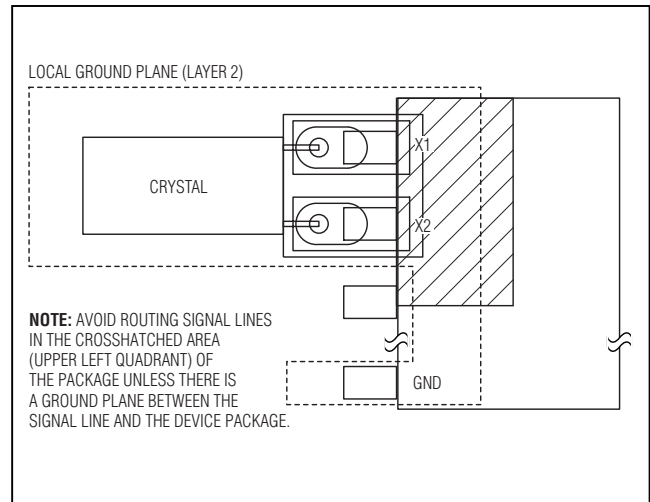 LOCAL GROUND PLANE (LAYER 2)
X1
CRYSTAL
X2
NOTE: AVOID ROUTING SIGNAL LINES
IN THE CROSSHATCHED AREA
(UPPER LEFT QUADRANT) OF
THE PACKAGE UNLESS THERE IS
A GROUND PLANE BETWEEN THE
SIGNAL LINE AND THE DEVICE PACKAGE.
GND